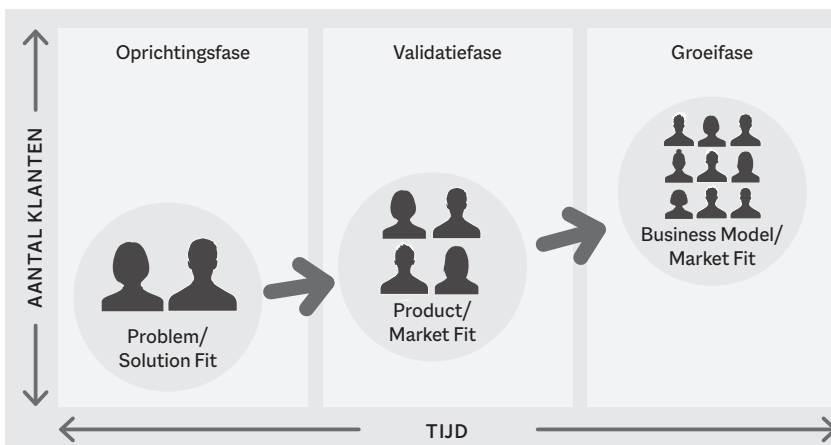 Oprichtingsfase
Validatiefase
Groeifase
AANTAL KLANTEN
Problem/
Solution Fit
Product/
Market Fit
Business Model/
Market Fit
TIJD